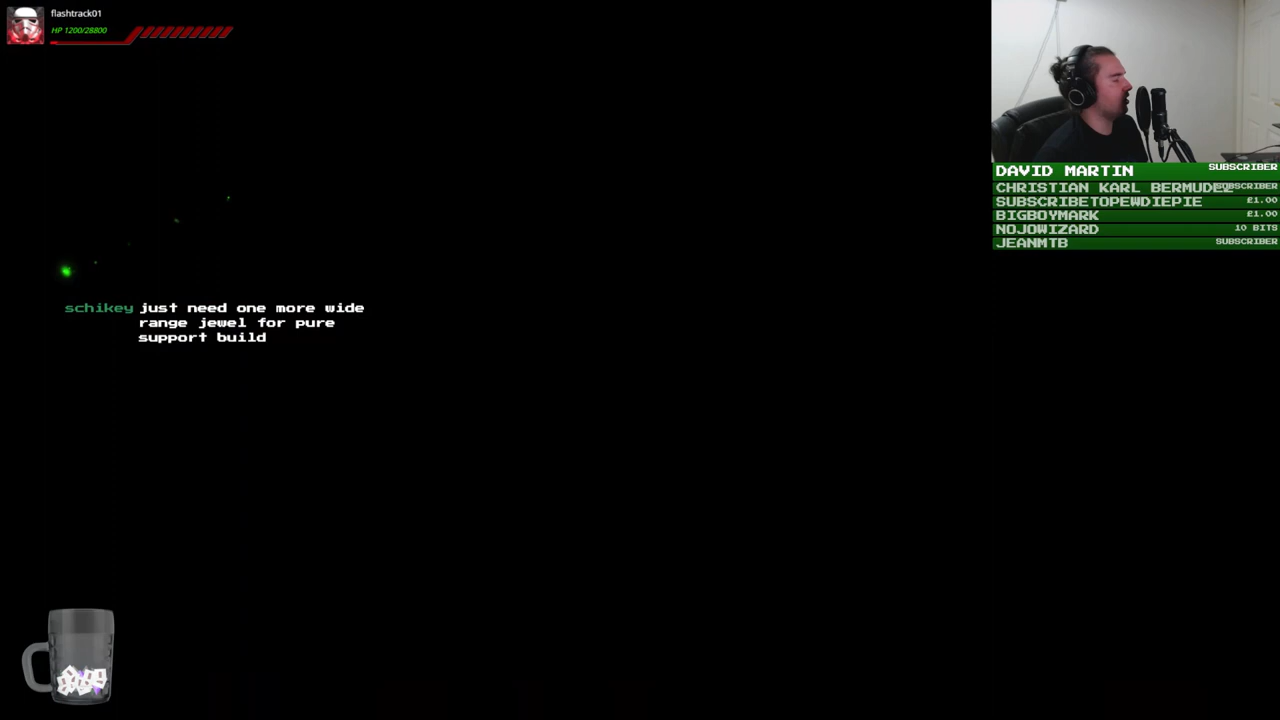 flashtrack01
HP 1200/28800
DAVID MARTIN SUBSCRIBER
CHRISTIAN KARL BERMUDEZ SUBSCRIBER
SUBSCRIBETOPEWDIEPIE £1.00
BIGBOYMARK £1.00
NOJOWIZARD 10 BITS
JEANMTB SUBSCRIBER
schikey just need one more wide
range jewel for pure
support build